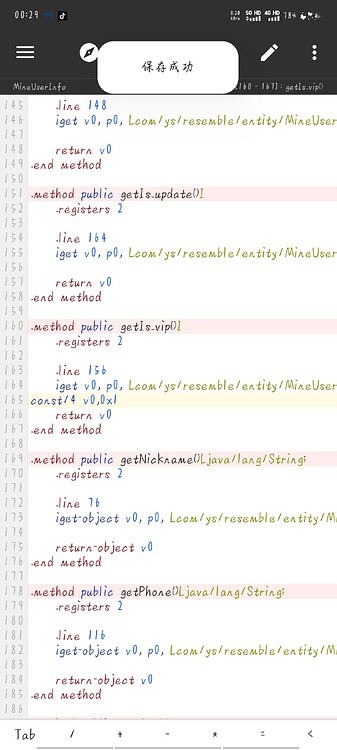 00:29
8.20 KB/s 5G HD 4G HD 78%
保存成功
MineUserInfo
160 - 167] : getIs_vip()
145 .line 148
146 iget v0, p0, Lcom/ys/resemble/entity/MineUser
147
148 return v0
149 .end method
150
151 .method public getIs_update()I
152 .registers 2
153
154 .line 164
155 iget v0, p0, Lcom/ys/resemble/entity/MineUser
156
157 return v0
158 .end method
159
160 .method public getIs_vip()I
161 .registers 2
162
163 .line 156
164 iget v0, p0, Lcom/ys/resemble/entity/MineUser
165 const/4 v0,0x1
166 return v0
167 .end method
168
169 .method public getNickname()Ljava/lang/String;
170 .registers 2
171
172 .line 76
173 iget-object v0, p0, Lcom/ys/resemble/entity/M
174
175 return-object v0
176 .end method
177
178 .method public getPhone()Ljava/lang/String;
179 .registers 2
180
181 .line 116
182 iget-object v0, p0, Lcom/ys/resemble/entity/M
183
184 return-object v0
185 .end method
186
Tab / + - * = <